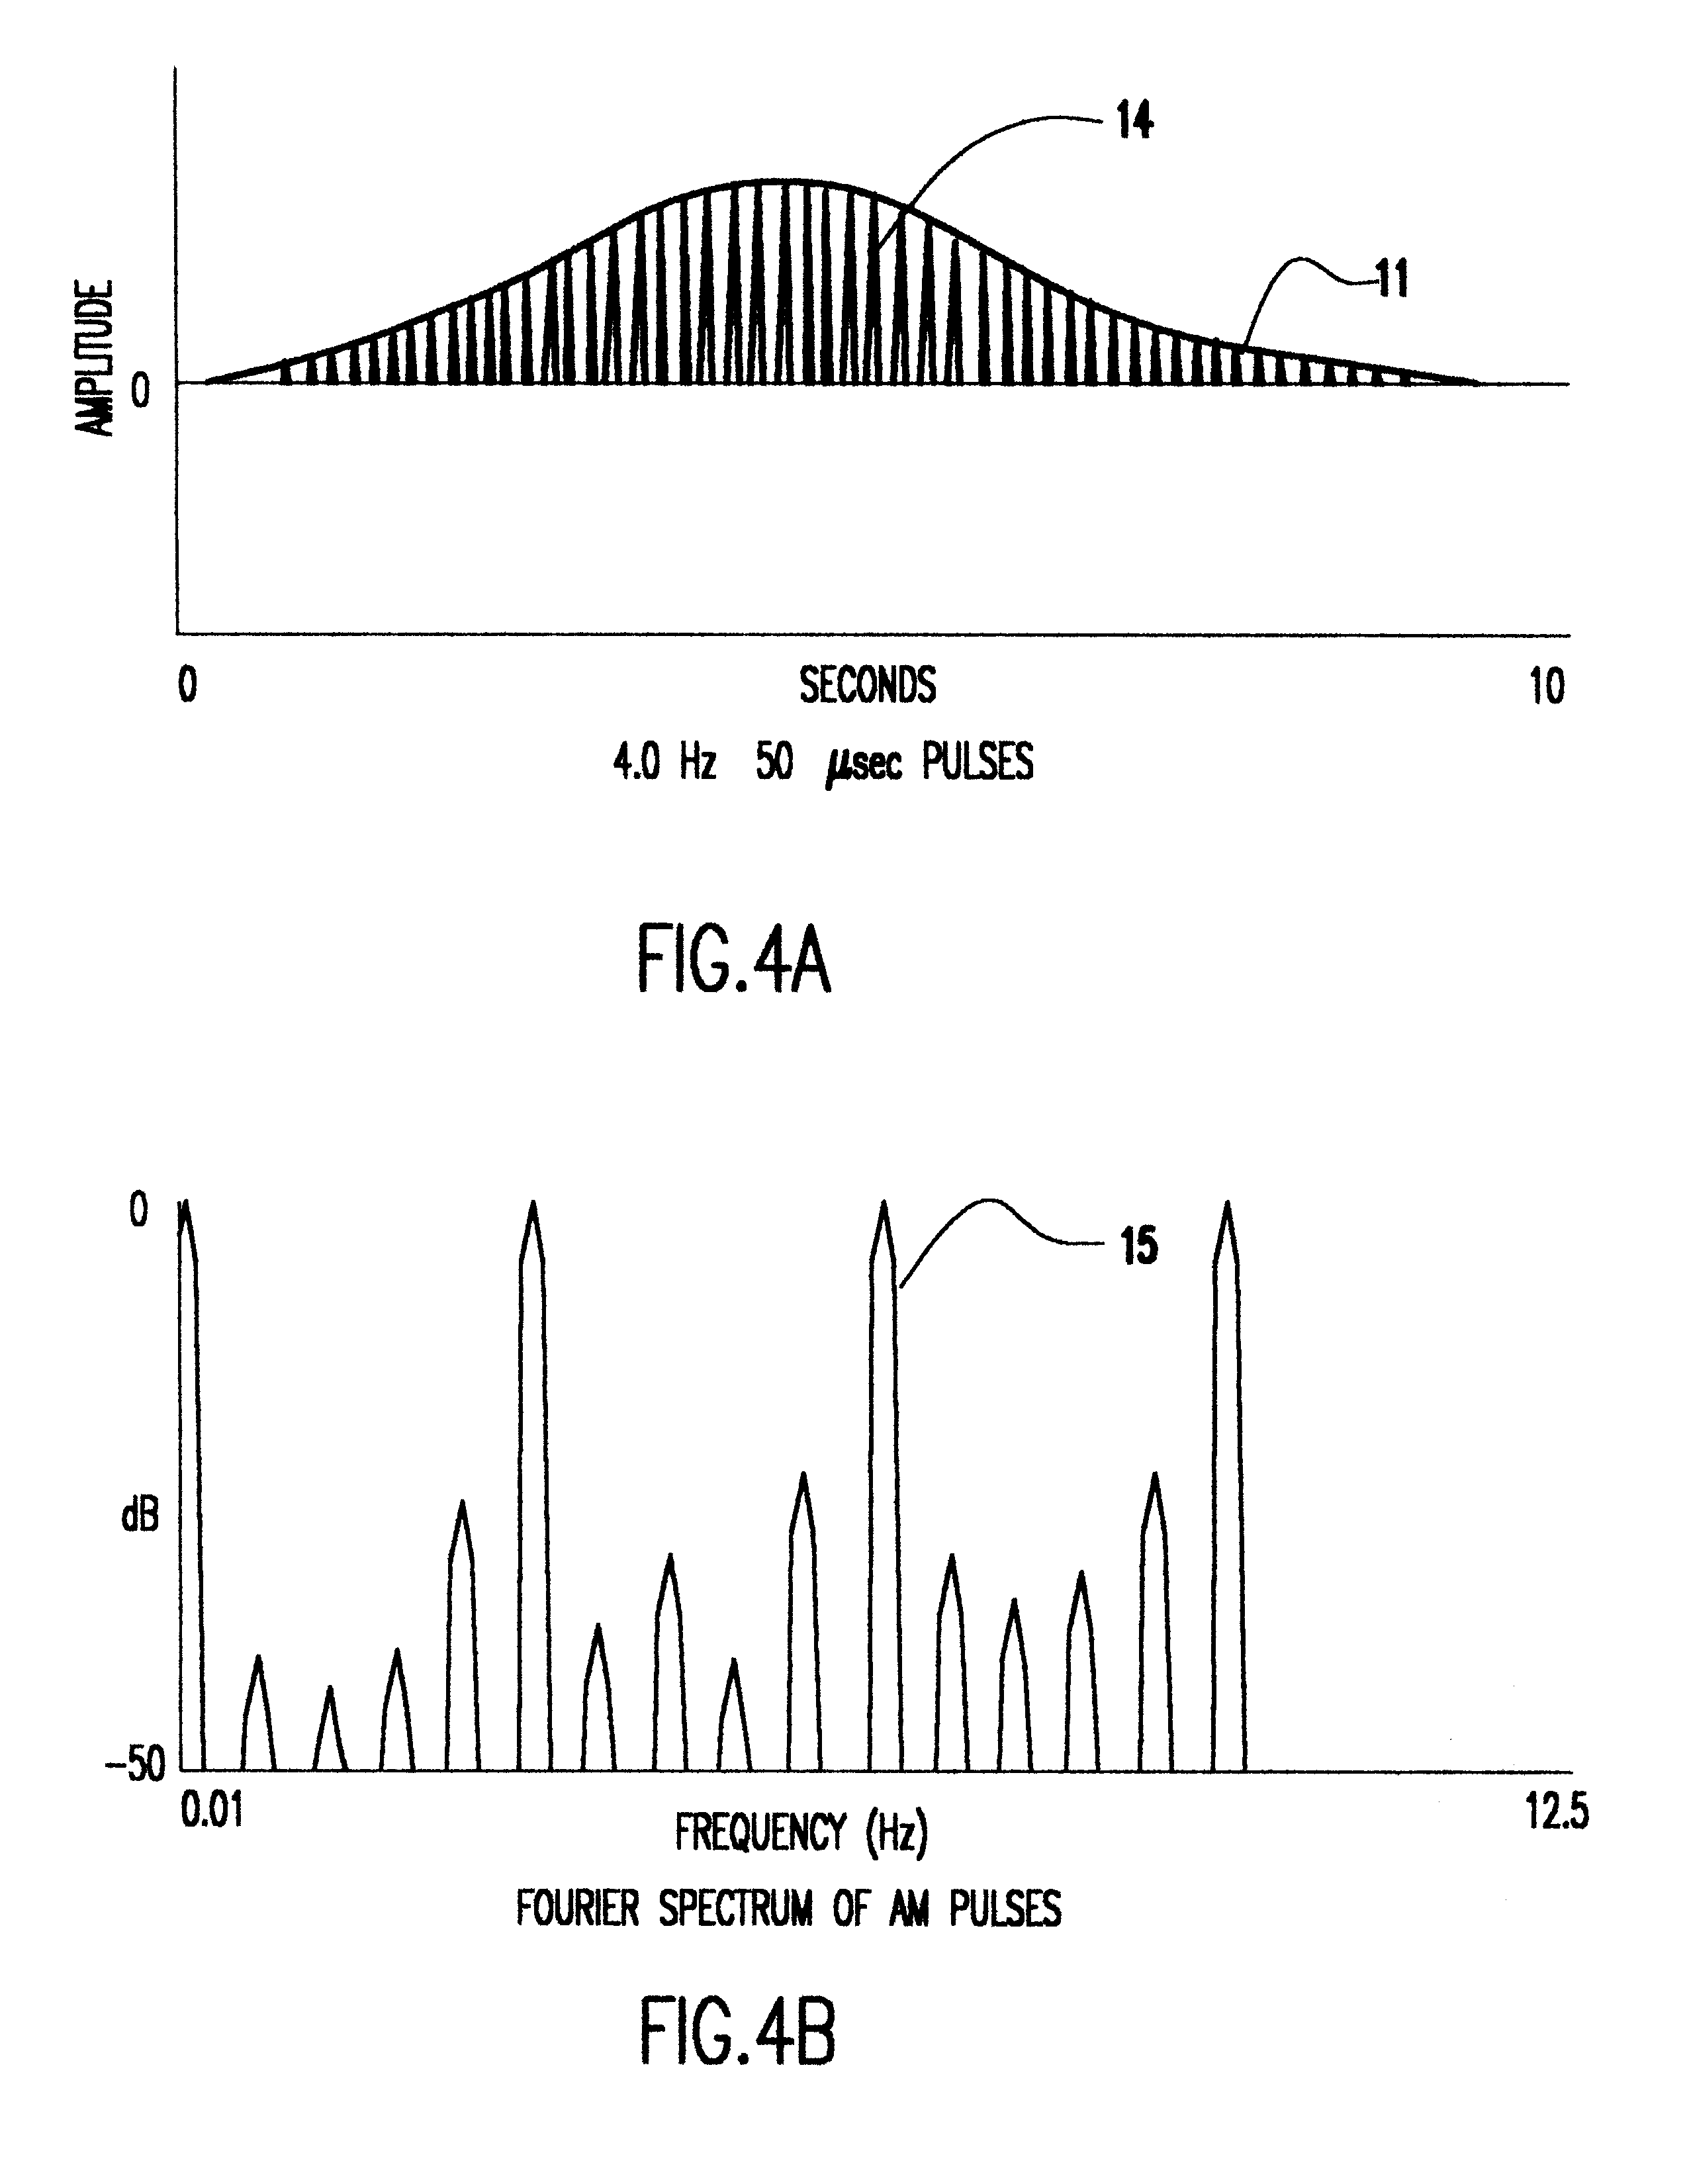 14
11
AMPLITUDE
0
0 SECONDS 10
4.0 Hz 50 μsec PULSES
FIG.4A
0
15
dB
-50
0.01 FREQUENCY (Hz) 12.5
FOURIER SPECTRUM OF AM PULSES
FIG.4B